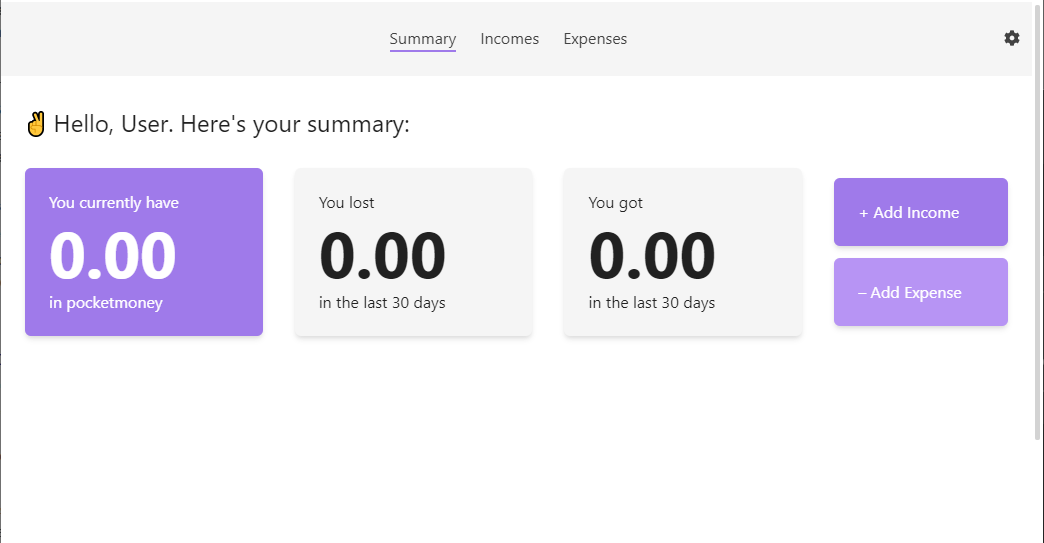 Summary Incomes Expenses
✌ Hello, User. Here's your summary:
You currently have
0.00
in pocketmoney
You lost
0.00
in the last 30 days
You got
0.00
in the last 30 days
+ Add Income
– Add Expense